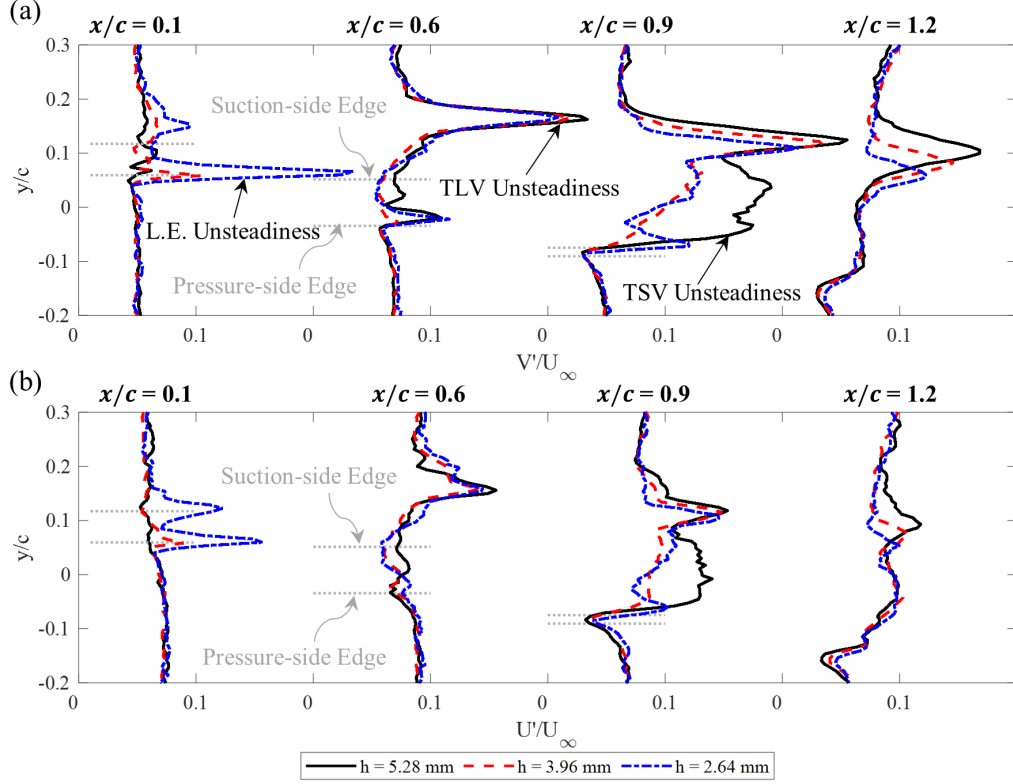 (a)
x/c = 0.1 x/c = 0.6 x/c = 0.9 x/c = 1.2
0.3
0.2
0.1
0
-0.1
-0.2
y/c
Suction-side Edge
TLV Unsteadiness
L.E. Unsteadiness
Pressure-side Edge
TSV Unsteadiness
0 0.1 0 0.1 0 0.1 0 0.1
V'/U∞
(b)
x/c = 0.1 x/c = 0.6 x/c = 0.9 x/c = 1.2
0.3
0.2
0.1
0
-0.1
-0.2
y/c
Suction-side Edge
Pressure-side Edge
0 0.1 0 0.1 0 0.1 0 0.1
U'/U∞
h = 5.28 mm h = 3.96 mm h = 2.64 mm